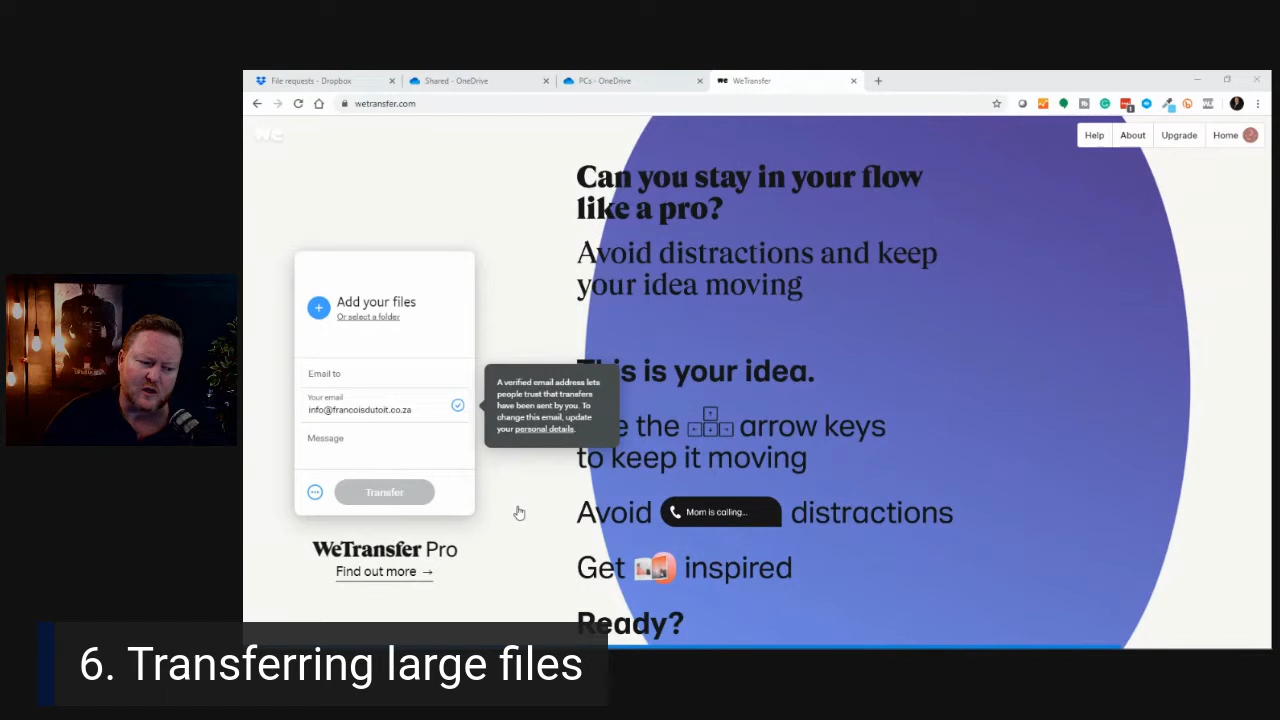 File requests - Dropbox
Shared - OneDrive
PCs - OneDrive
WeTransfer
wetransfer.com
we
Help
About
Upgrade
Home
Can you stay in your flow
like a pro?
Avoid distractions and keep
your idea moving
Add your files
Or select a folder
Email to
Your email
info@francoisdutoit.co.za
Message
Transfer
A verified email address lets
people trust that transfers
have been sent by you. To
change this email, update
your personal details.
WeTransfer Pro
Find out more →
is your idea.
the arrow keys
to keep it moving
Avoid Mom is calling... distractions
Get inspired
Ready?
6. Transferring large files